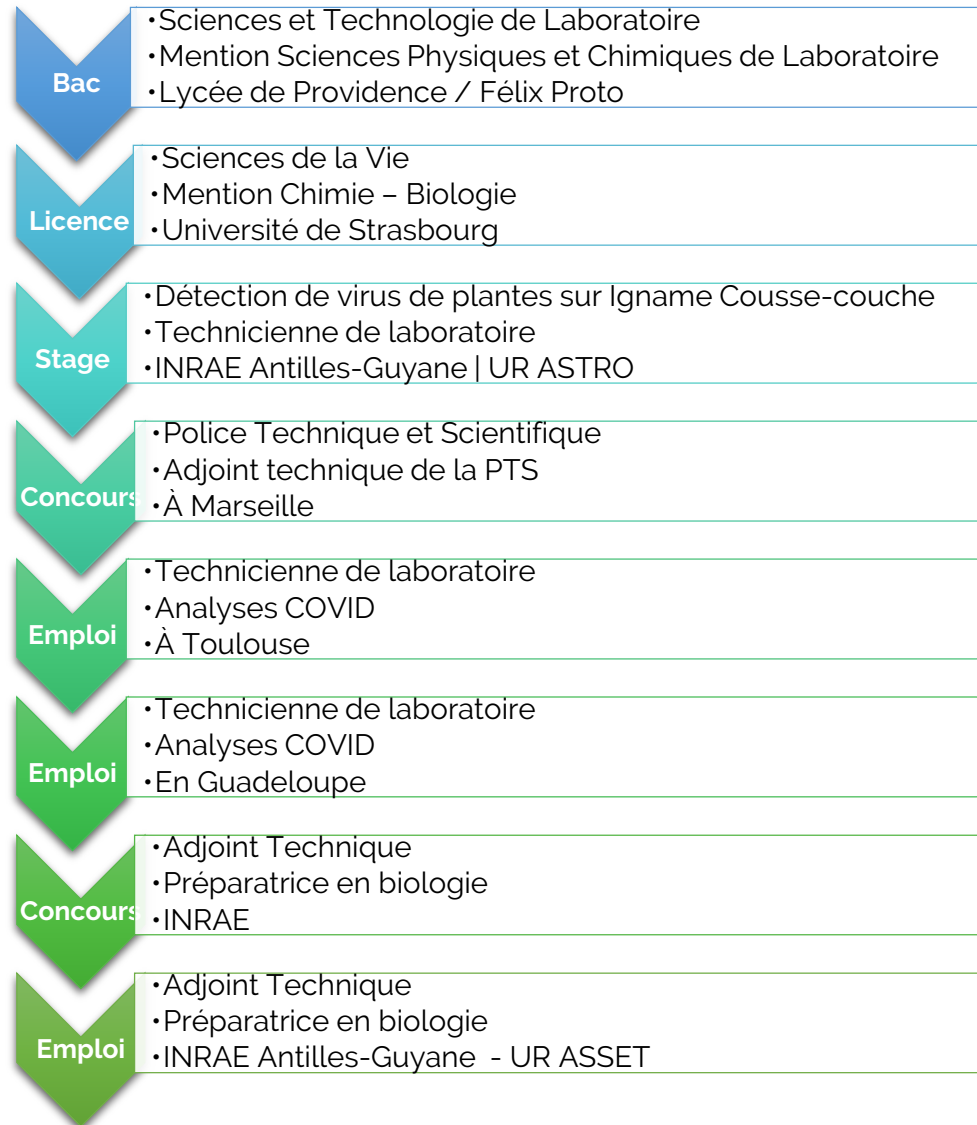 Bac
•Sciences et Technologie de Laboratoire
•Mention Sciences Physiques et Chimiques de Laboratoire
•Lycée de Providence / Félix Proto
Licence
•Sciences de la Vie
•Mention Chimie – Biologie
•Université de Strasbourg
Stage
•Détection de virus de plantes sur Igname Cousse-couche
•Technicienne de laboratoire
•INRAE Antilles-Guyane | UR ASTRO
Concours
•Police Technique et Scientifique
•Adjoint technique de la PTS
•À Marseille
Emploi
•Technicienne de laboratoire
•Analyses COVID
•À Toulouse
Emploi
•Technicienne de laboratoire
•Analyses COVID
•En Guadeloupe
Concours
•Adjoint Technique
•Préparatrice en biologie
•INRAE
Emploi
•Adjoint Technique
•Préparatrice en biologie
•INRAE Antilles-Guyane - UR ASSET